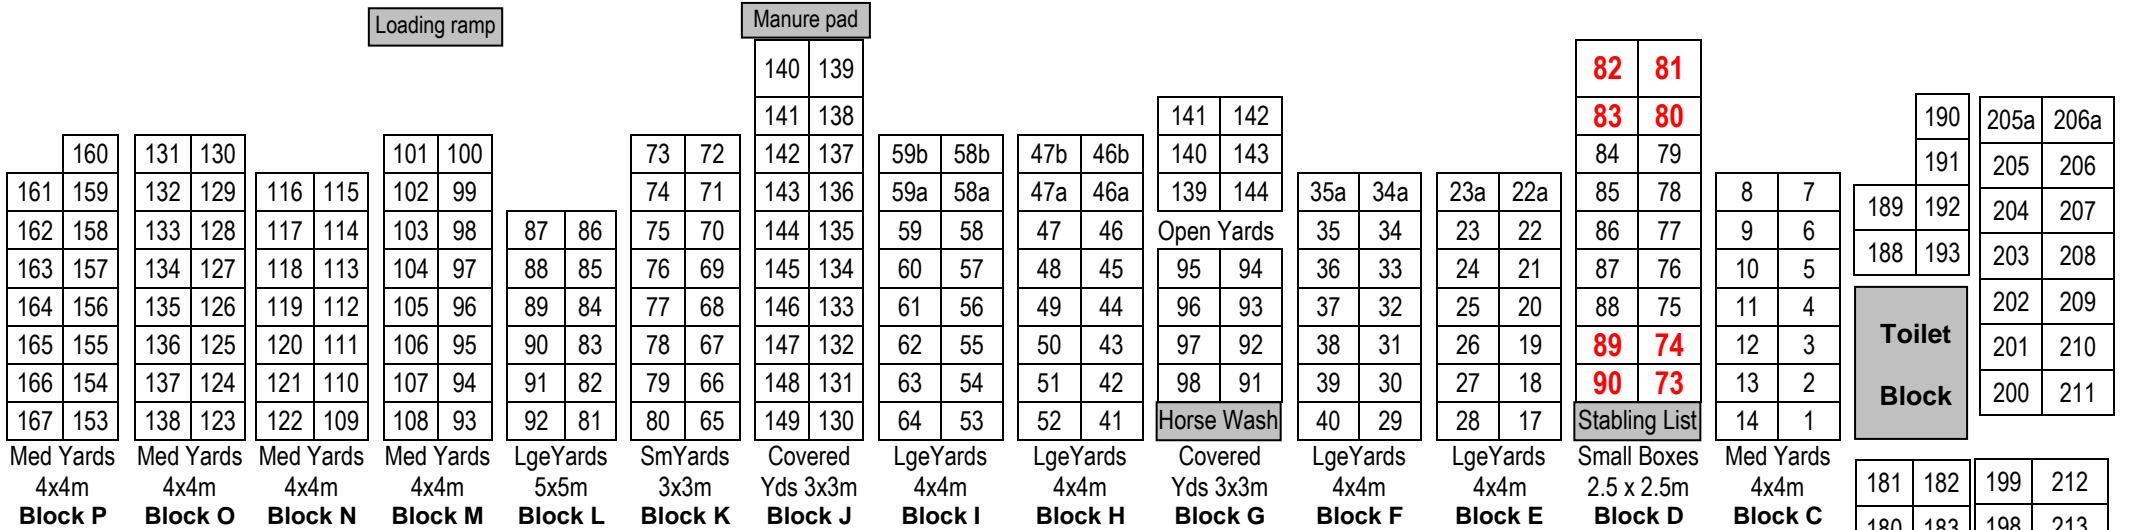 Loading ramp
Manure pad
140 139
82 81
141 138
141 142
83 80
190 205a 206a
160 131 130 101 100 73 72 142 137 59b 58b 47b 46b 140 143 84 79
191 205 206
161 159 132 129 116 115 102 99 74 71 143 136 59a 58a 47a 46a 139 144 35a 34a 23a 22a 85 78 8 7
189 192 204 207
162 158 133 128 117 114 103 98 87 86 75 70 144 135 59 58 47 46 Open Yards 35 34 23 22 86 77 9 6
188 193 203 208
163 157 134 127 118 113 104 97 88 85 76 69 145 134 60 57 48 45 95 94 36 33 24 21 87 76 10 5
164 156 135 126 119 112 105 96 89 84 77 68 146 133 61 56 49 44 96 93 37 32 25 20 88 75 11 4
202 209
165 155 136 125 120 111 106 95 90 83 78 67 147 132 62 55 50 43 97 92 38 31 26 19 89 74 12 3
Toilet 201 210
166 154 137 124 121 110 107 94 91 82 79 66 148 131 63 54 51 42 98 91 39 30 27 18 90 73 13 2
Block 200 211
167 153 138 123 122 109 108 93 92 81 80 65 149 130 64 53 52 41 Horse Wash 40 29 28 17 Stabling List 14 1
Med Yards Med Yards Med Yards Med Yards LgeYards SmYards Covered LgeYards LgeYards Covered LgeYards LgeYards Small Boxes Med Yards
4x4m 4x4m 4x4m 4x4m 5x5m 3x3m Yds 3x3m 4x4m 4x4m Yds 3x3m 4x4m 4x4m 2.5 x 2.5m 4x4m
181 182 199 212
Block P Block O Block N Block M Block L Block K Block J Block I Block H Block G Block F Block E Block D Block C
180 183 198 213